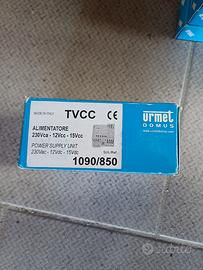 MADE IN ITALY
TVCC CE
urmet
DOMUS
ALIMENTATORE
230Vca - 12Vcc - 15Vcc
POWER SUPPLY UNIT
230Vac - 12Vdc - 15Vdc
1090/850
subito